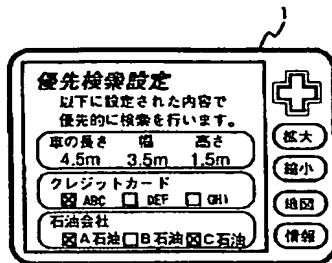 1
優先検索設定
以下に設定された内容で
優先的に検索を行います。
車の長さ 幅 高さ
4.5m 3.5m 1.5m
クレジットカード
☒ ABC ☐ DEF ☐ GHI
石油会社
☒A石油☐B石油☒C石油
拡大
縮小
地図
情報